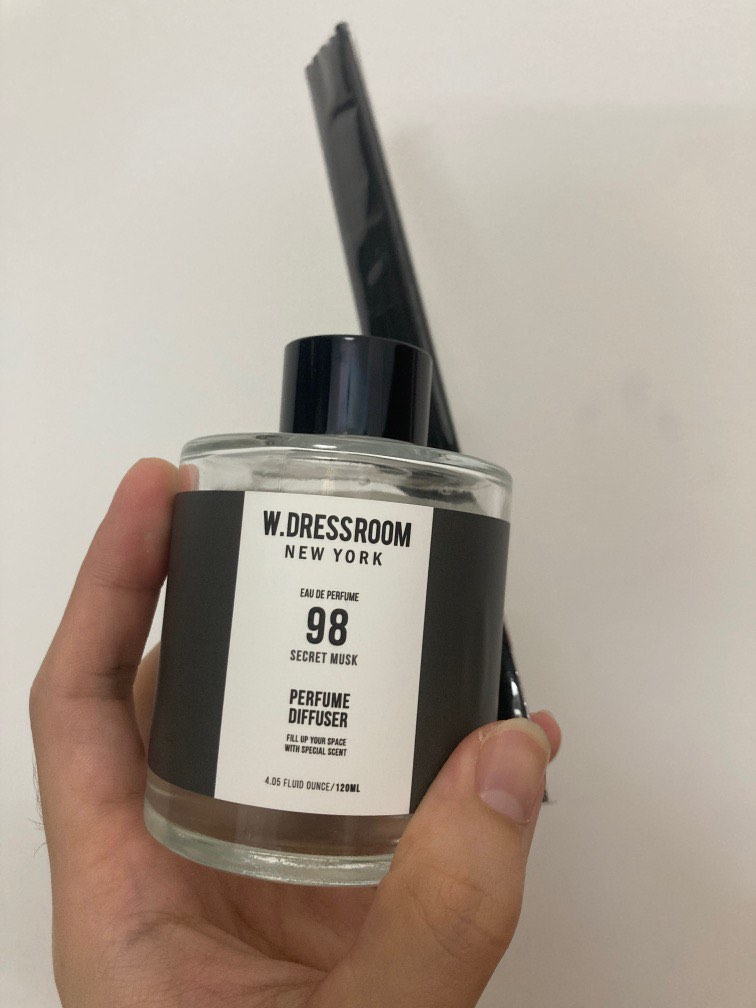 W.DRESSROOM
NEW YORK
EAU DE PERFUME
98
SECRET MUSK
PERFUME
DIFFUSER
FILL UP YOUR SPACE
WITH SPECIAL SCENT
4.05 FLUID OUNCE/120ML